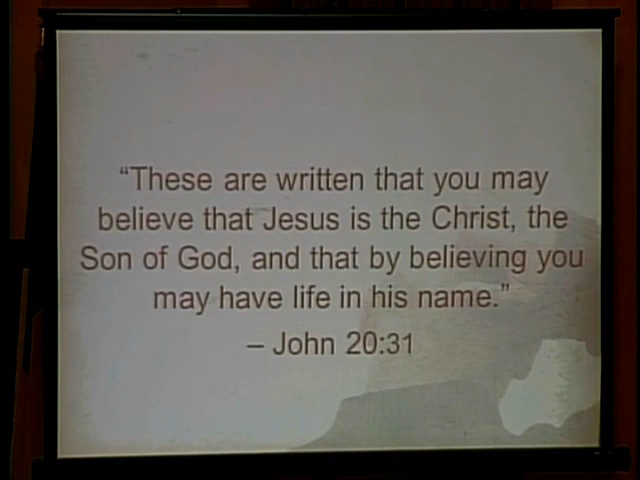 “These are written that you may
believe that Jesus is the Christ, the
Son of God, and that by believing you
may have life in his name.”
– John 20:31